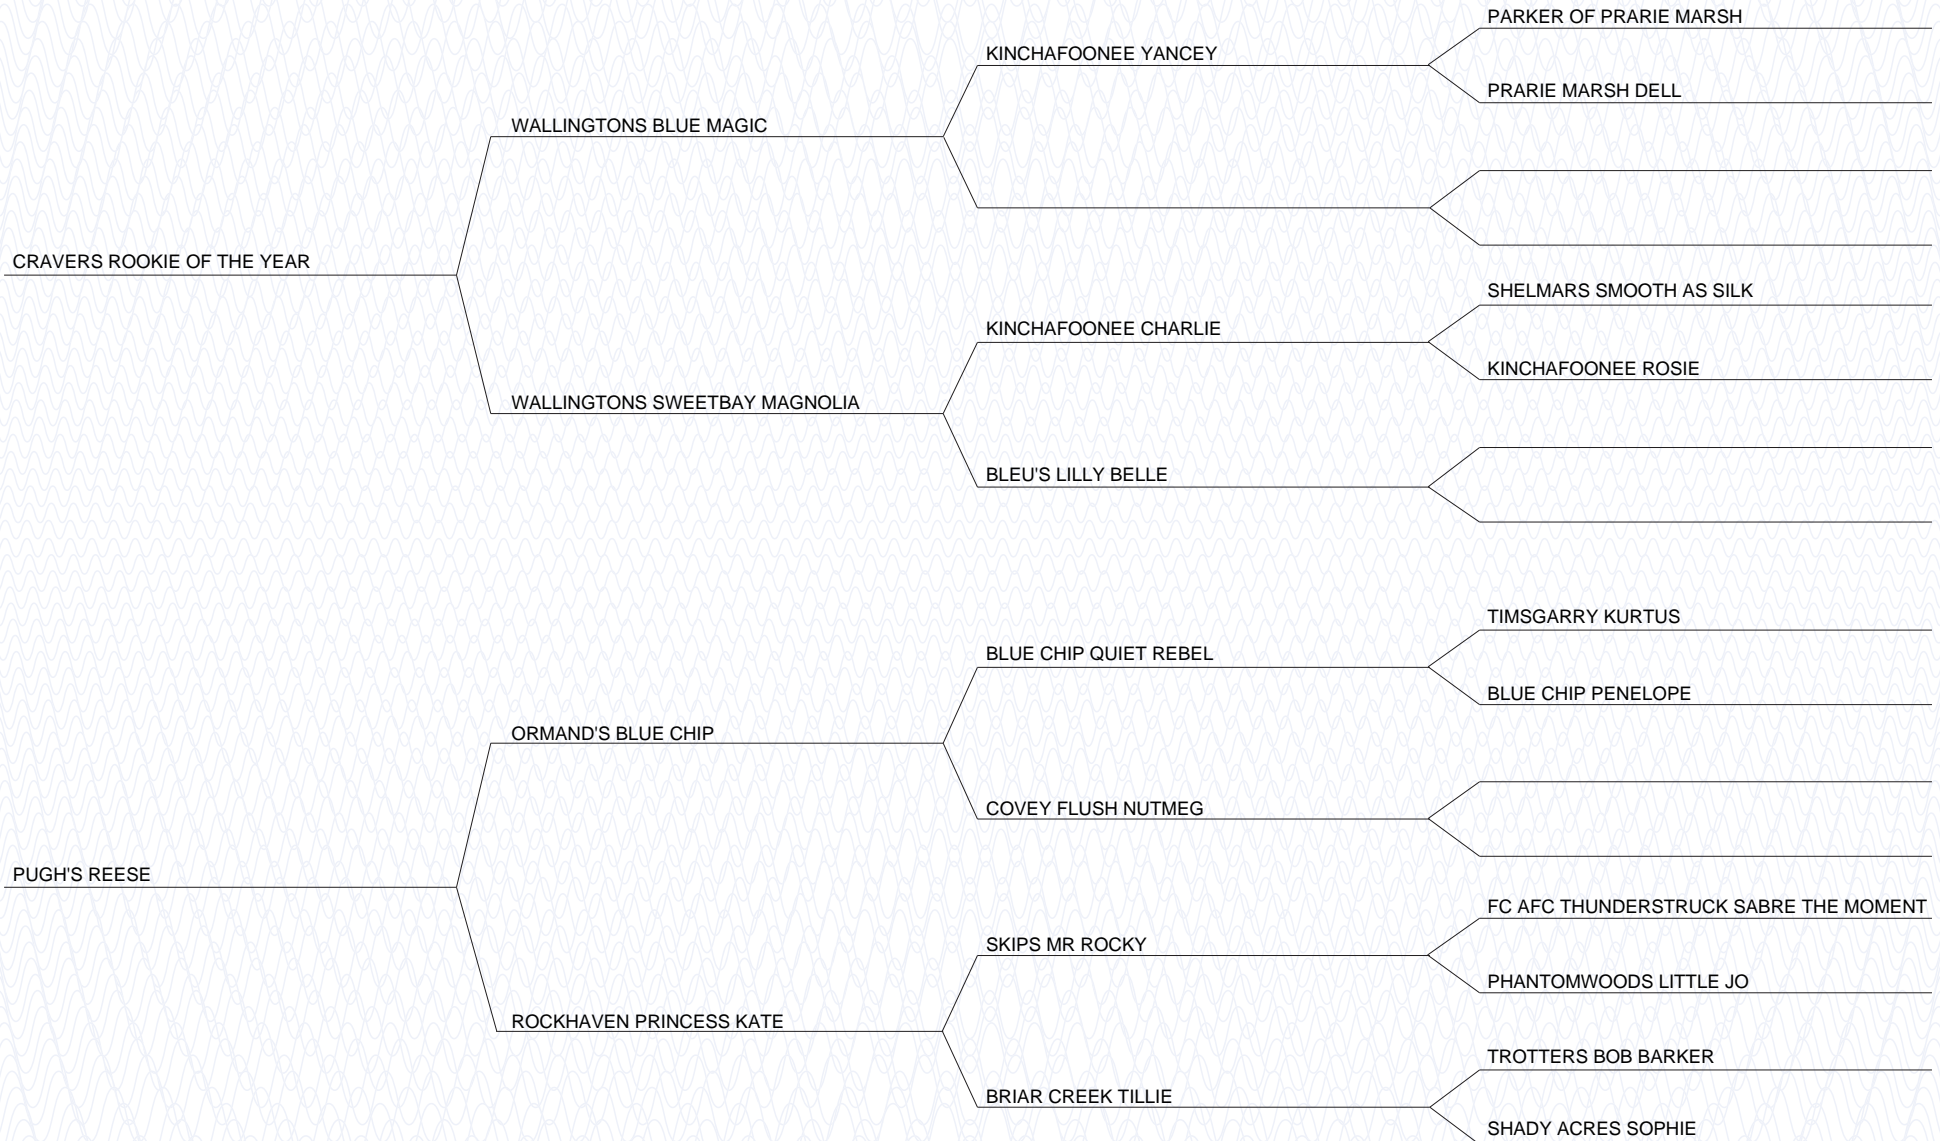 PARKER OF PRARIE MARSH
KINCHAFOONEE YANCEY
PRARIE MARSH DELL
WALLINGTONS BLUE MAGIC
CRAVERS ROOKIE OF THE YEAR
SHELMARS SMOOTH AS SILK
KINCHAFOONEE CHARLIE
KINCHAFOONEE ROSIE
WALLINGTONS SWEETBAY MAGNOLIA
BLEU'S LILLY BELLE
TIMSGARRY KURTUS
BLUE CHIP QUIET REBEL
BLUE CHIP PENELOPE
ORMAND'S BLUE CHIP
COVEY FLUSH NUTMEG
PUGH'S REESE
FC AFC THUNDERSTRUCK SABRE THE MOMENT
SKIPS MR ROCKY
PHANTOMWOODS LITTLE JO
ROCKHAVEN PRINCESS KATE
TROTTERS BOB BARKER
BRIAR CREEK TILLIE
SHADY ACRES SOPHIE